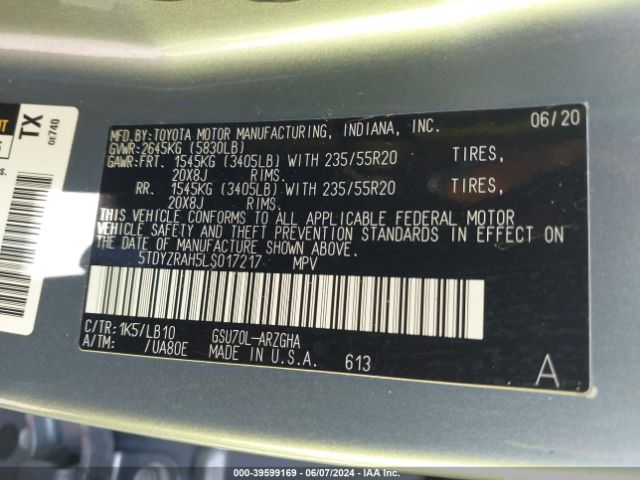 TX
0e740
MFD.BY:TOYOTA MOTOR MANUFACTURING, INDIANA, INC. 06/20
GVWR:2645KG (5830LB)
GAWR:FRT. 1545KG (3405LB) WITH 235/55R20 TIRES,
20X8J RIMS.
RR. 1545KG (3405LB) WITH 235/55R20 TIRES,
20X8J RIMS.
THIS VEHICLE CONFORMS TO ALL APPLICABLE FEDERAL MOTOR
VEHICLE SAFETY AND THEFT PREVENTION STANDARDS IN EFFECT ON
THE DATE OF MANUFACTURE SHOWN ABOVE.
5TDYZRAH5LS017217 MPV
C/TR:1K5/LB10 GSU70L-ARZGHA
A/TM: /UA80E MADE IN U.S.A. 613
A
000-39599169 - 06/07/2024 - IAA Inc.